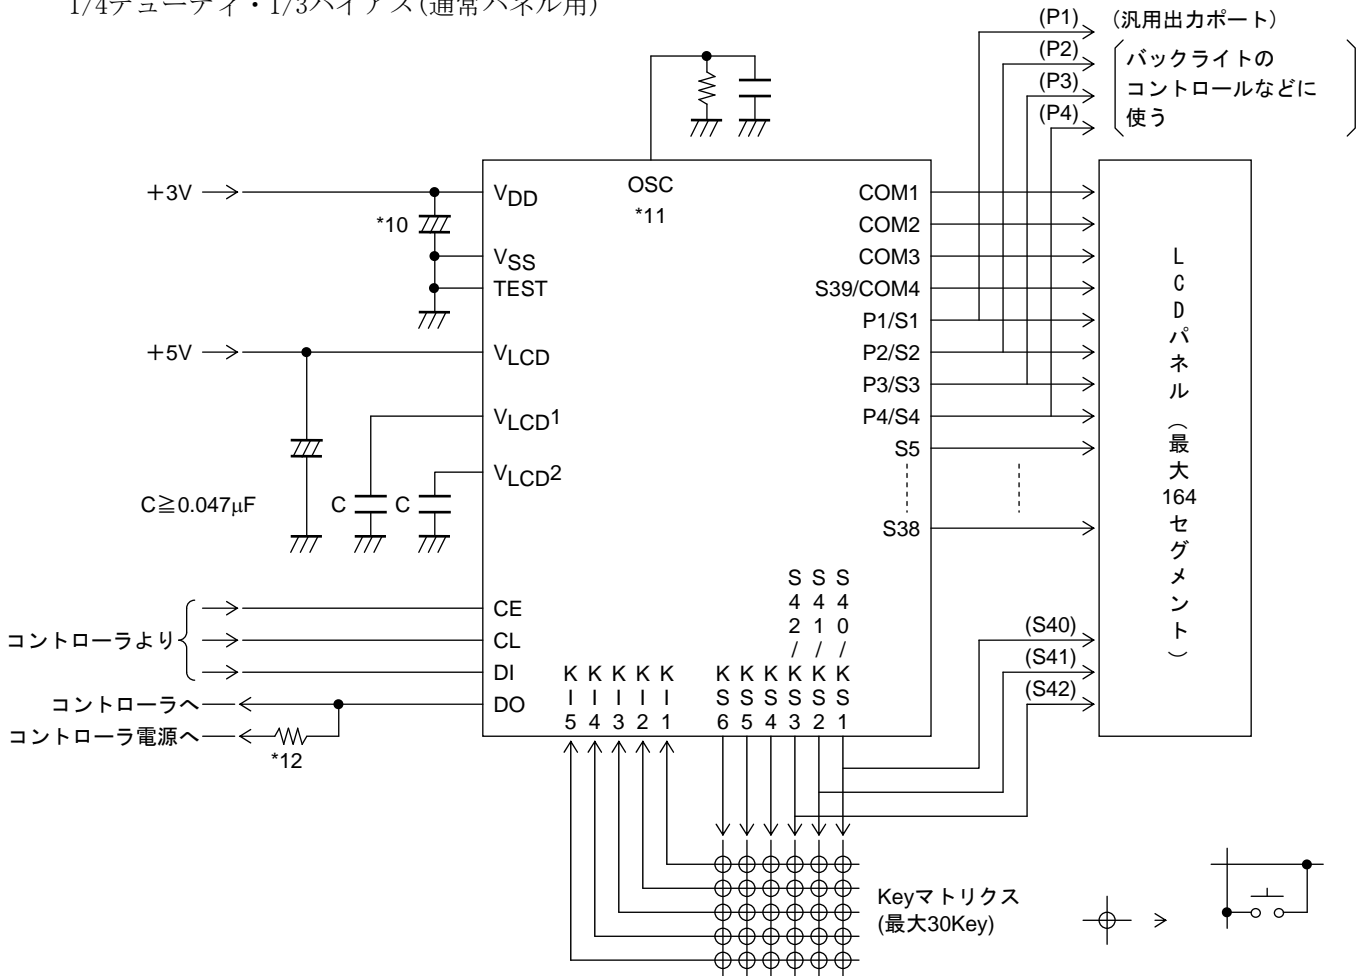 1/4デューティ・1/3バイアス(通常パネル用)
(P1)
(汎用出力ポート)
(P2)
(P3)
(P4)
バックライトの
コントロールなどに
使う
+3V
*10
VDD
VSS
TEST
OSC
*11
+5V
VLCD
VLCD1
VLCD2
C≧0.047μF
C
C
COM1
COM2
COM3
S39/COM4
P1/S1
P2/S2
P3/S3
P4/S4
S5
S38
LCDパネル(最大164セグメント)
コントローラより
CE
CL
DI
DO
コントローラへ
コントローラ電源へ
*12
KI5
KI4
KI3
KI2
KI1
KS6
KS5
KS4
S42/KS3
S41/KS2
S40/KS1
(S40)
(S41)
(S42)
Keyマトリクス
(最大30Key)